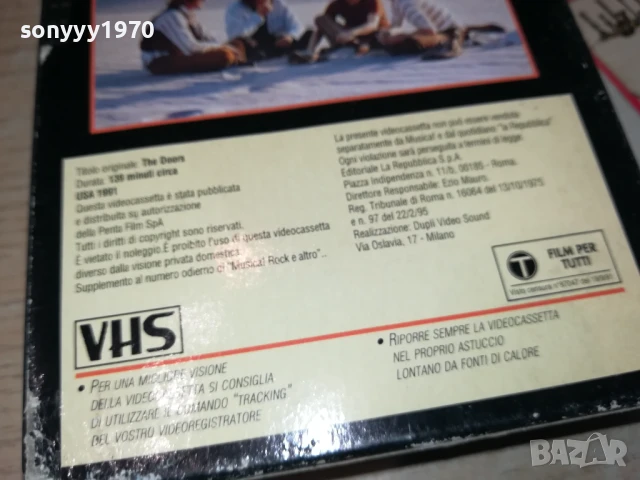 sonyyy1970
Titolo originale: The Doors
Durata: 136 minuti circa
USA 1991
Questa videocassetta è stata pubblicata
e distribuita su autorizzazione
della Penta Film SpA
Tutti i diritti di copyright sono riservati.
È vietato il noleggio. È proibito l'uso di questa videocassetta
diverso dalla visione privata domestica.
Supplemento al numero odierno di "Musica! Rock e altro"...
La presente videocassetta non può essere venduta
separatamente da Musica! e dal quotidiano "la Repubblica"
Ogni violazione sarà perseguita a termini di legge.
Editoriale La Repubblica S.p.A.
Piazza Indipendenza n. 11/b, 00185 - Roma.
Direttore Responsabile: Ezio Mauro.
Reg. Tribunale di Roma n. 16064 del 13/10/1975
e n. 97 del 22/2/95
Realizzazione: Dupli Video Sound
Via Oslavia, 17 - Milano
T
FILM PER
TUTTI
Visto censura n°
VHS
• PER UNA MIGLIORE VISIONE
DELLA VIDEOCASSETTA SI CONSIGLIA
DI UTILIZZARE IL COMANDO "TRACKING"
DEL VOSTRO VIDEOREGISTRATORE
• RIPORRE SEMPRE LA VIDEOCASSETTA
NEL PROPRIO ASTUCCIO
LONTANO DA FONTI DI CALORE
BAZAR